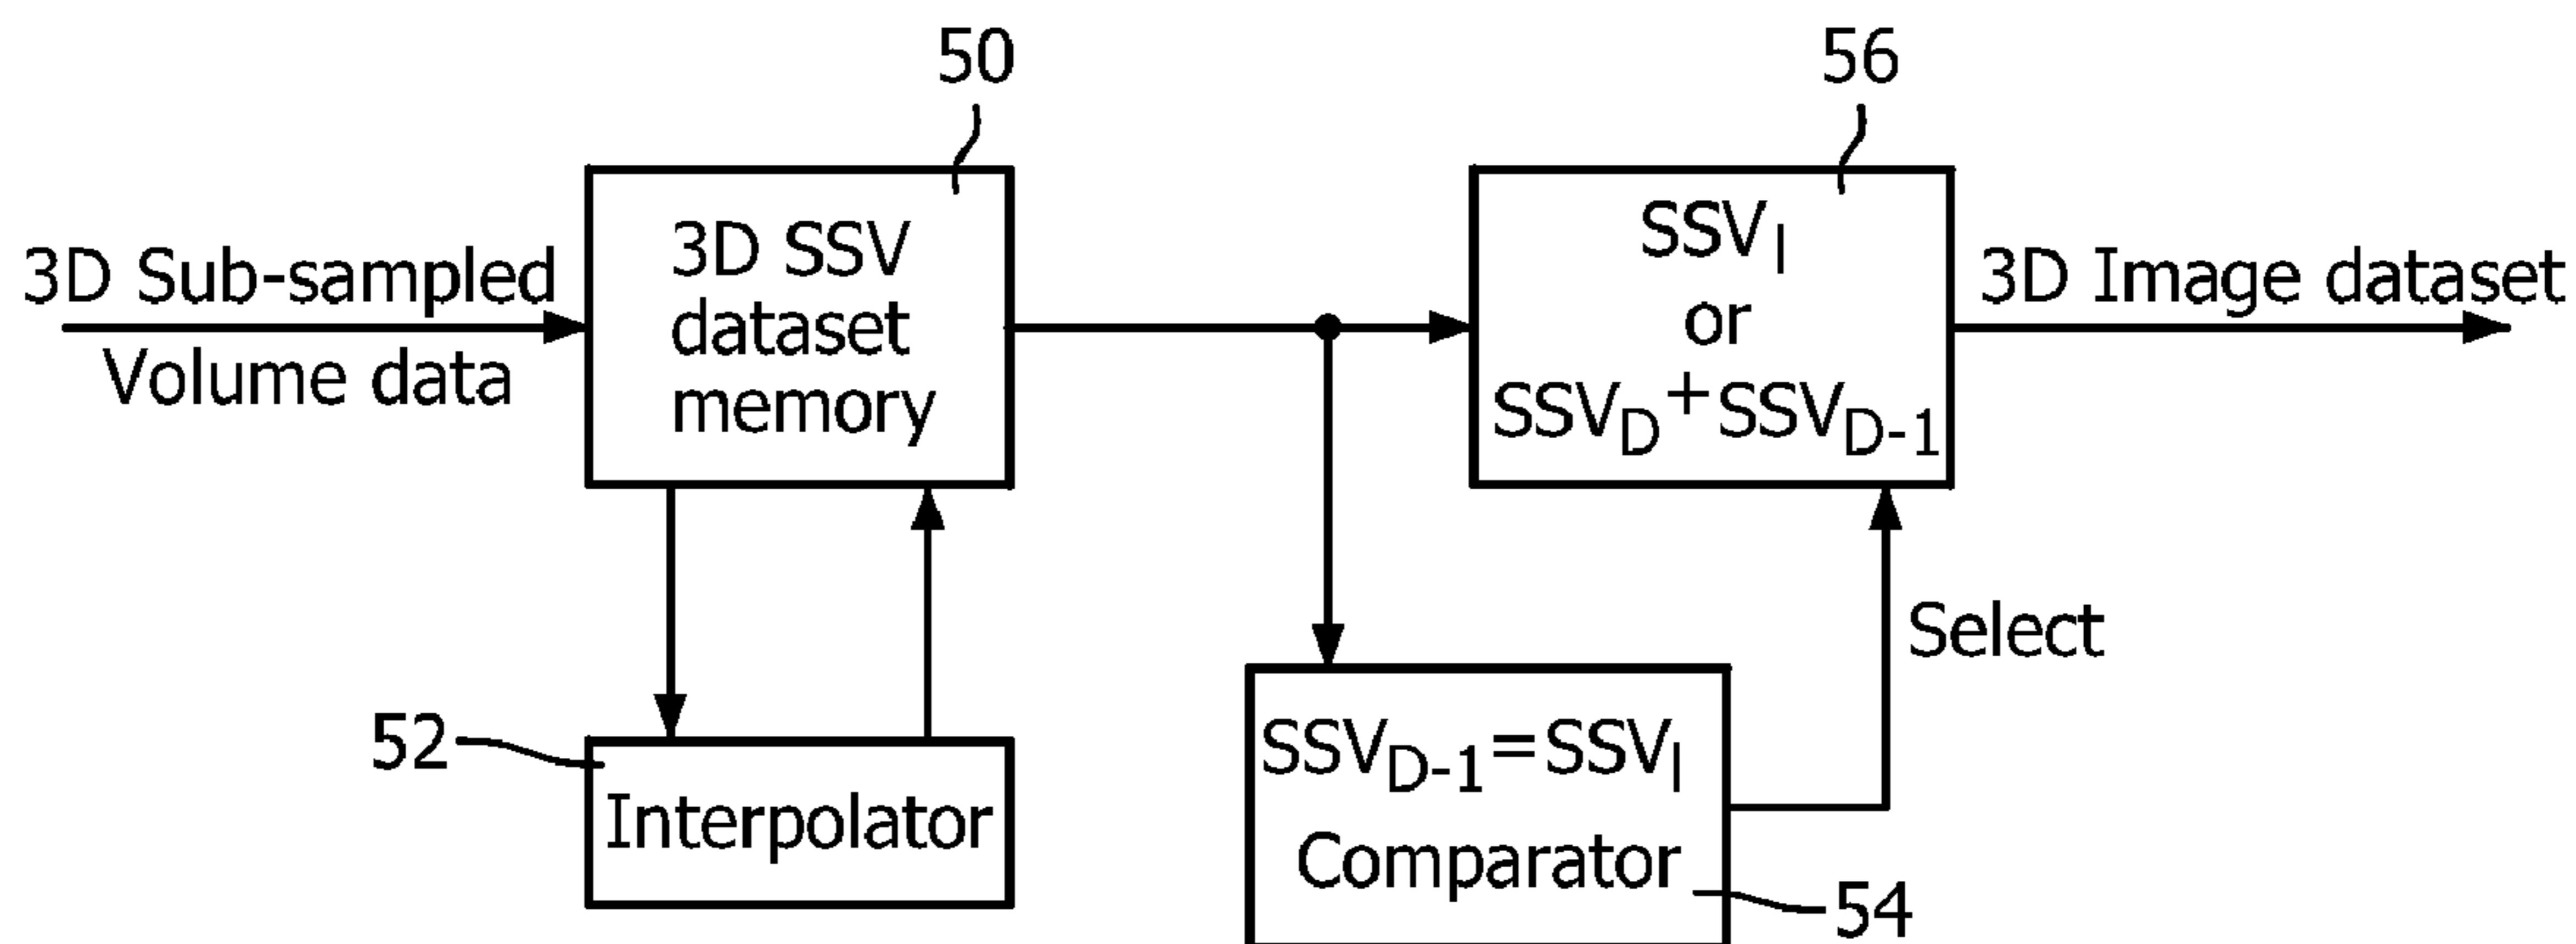 50
56
3D Sub-sampled
Volume data
3D SSV
dataset
memory
SSV_I
or
SSV_D+SSV_D-1
3D Image dataset
Select
52
Interpolator
SSV_D-1=SSV_I
Comparator
54